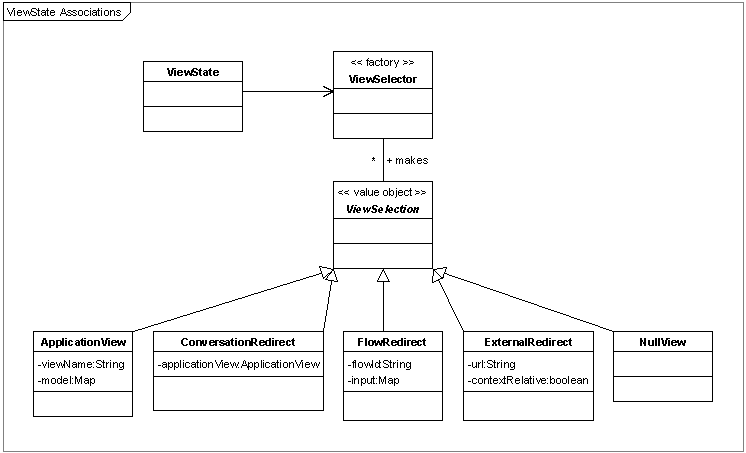 ViewState Associations
ViewState
<< factory >>
ViewSelector
* + makes
<< value object >>
ViewSelection
ApplicationView
-viewName:String
-model:Map
ConversationRedirect
-applicationView:ApplicationView
FlowRedirect
-flowId:String
-input:Map
ExternalRedirect
-url:String
-contextRelative:boolean
NullView